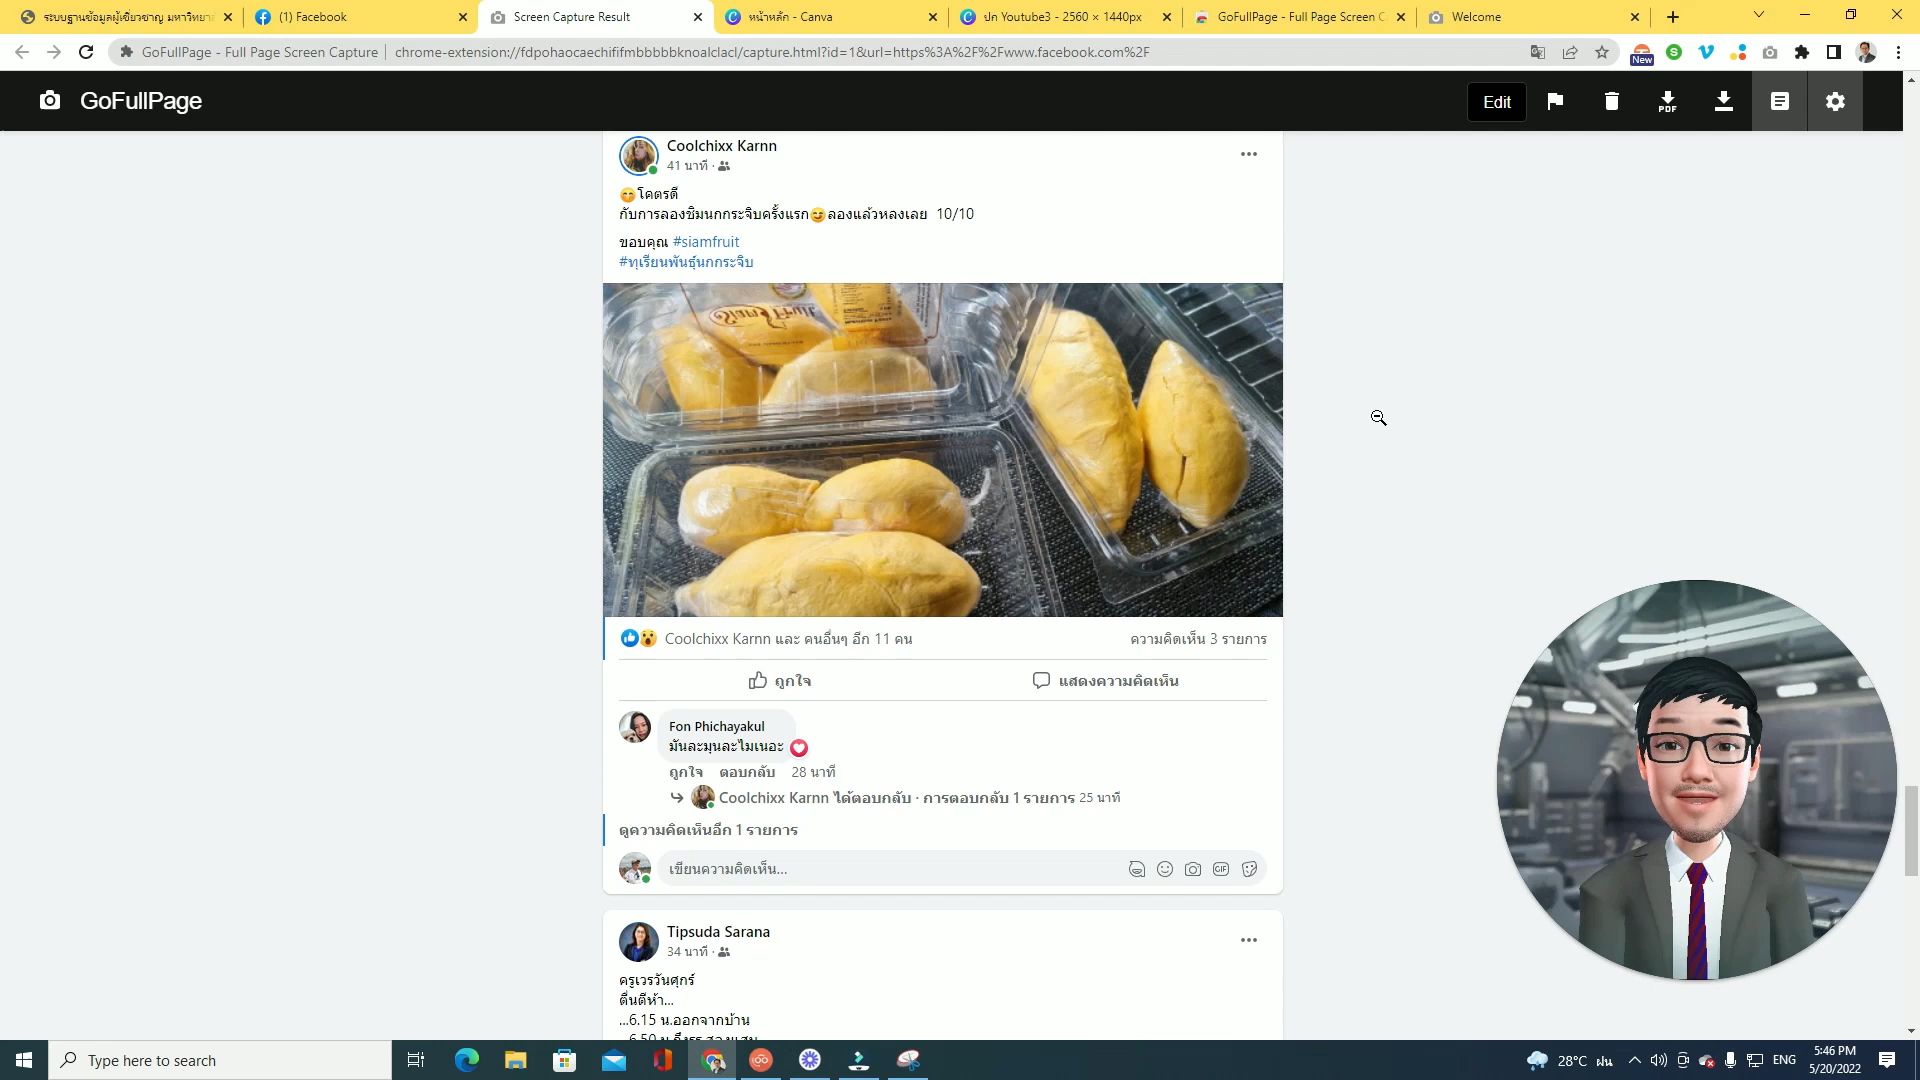 ระบบฐานข้อมูลผู้เชี่ยวชาญ มหาวิทยาล
(1) Facebook
Screen Capture Result
หน้าหลัก - Canva
ปก Youtube3 - 2560 × 1440px
GoFullPage - Full Page Screen C
Welcome
GoFullPage - Full Page Screen Capture
chrome-extension://fdpohaocaechififmbbbbbknoalclacl/capture.html?id=1&url=https%3A%2F%2Fwww.facebook.com%2F
New
GoFullPage
Edit
PDF
Coolchixx Karnn
41 นาที ·
โคตรดี
กับการลองชิมนกกระจิบครั้งแรก ลองแล้วหลงเลย 10/10
ขอบคุณ #siamfruit
#ทุเรียนพันธุ์นกกระจิบ
Siam Fruit
Coolchixx Karnn และ คนอื่นๆ อีก 11 คน
ความคิดเห็น 3 รายการ
ถูกใจ
แสดงความคิดเห็น
Fon Phichayakul
มันละมุนละไมเนอะ
ถูกใจ ตอบกลับ 28 นาที
Coolchixx Karnn ได้ตอบกลับ · การตอบกลับ 1 รายการ 25 นาที
ดูความคิดเห็นอีก 1 รายการ
เขียนความคิดเห็น...
GIF
Tipsuda Sarana
34 นาที ·
ครูเวรวันศุกร์
ตื่นตีห้า...
...6.15 น.ออกจากบ้าน
Type here to search
28°C ฝน
ENG
5:46 PM
5/20/2022